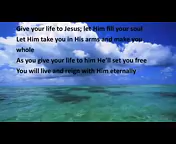 Give your life to Jesus; let Him fill your soul
Let Him take you in His arms and make you
whole
As you give your life to him He'll set you free
You will live and reign with Him eternally